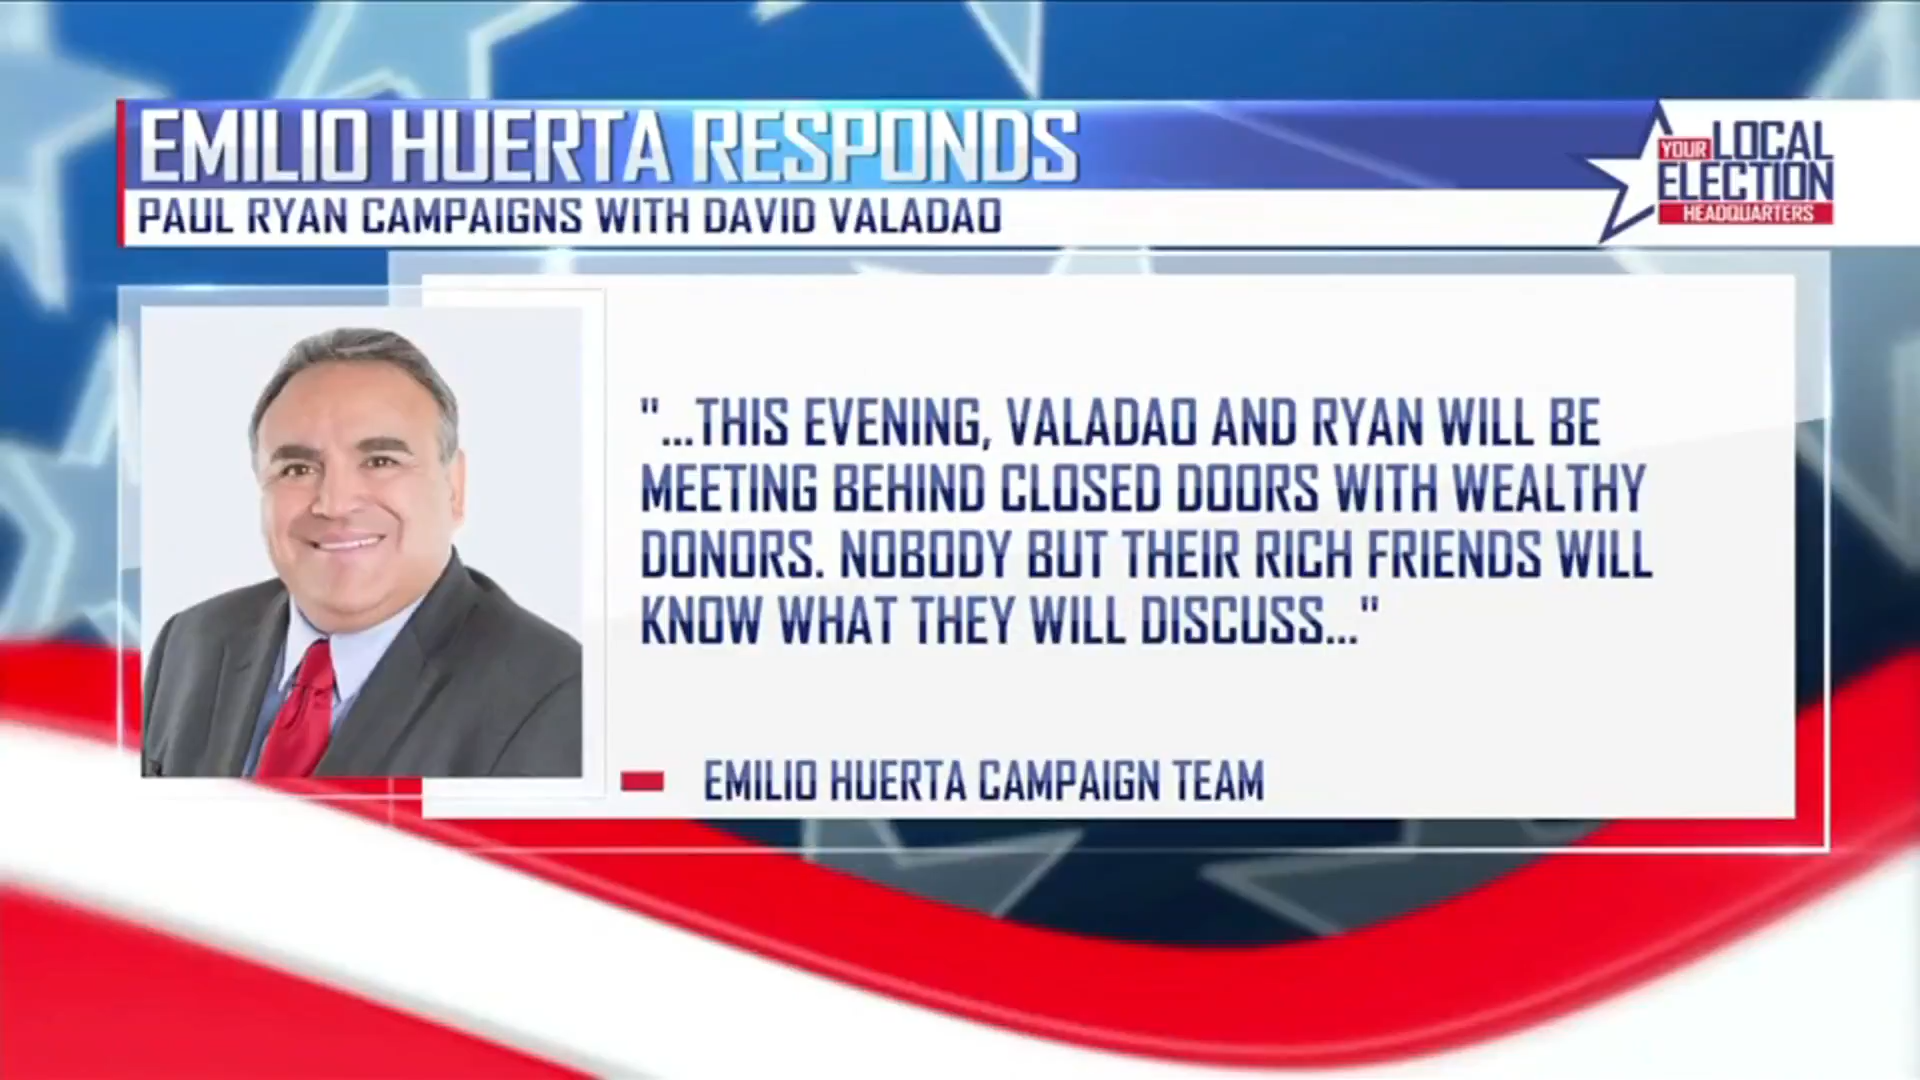 EMILIO HUERTA RESPONDS
PAUL RYAN CAMPAIGNS WITH DAVID VALADAO
YOUR LOCAL
ELECTION
HEADQUARTERS
"...THIS EVENING, VALADAO AND RYAN WILL BE
MEETING BEHIND CLOSED DOORS WITH WEALTHY
DONORS. NOBODY BUT THEIR RICH FRIENDS WILL
KNOW WHAT THEY WILL DISCUSS..."
EMILIO HUERTA CAMPAIGN TEAM